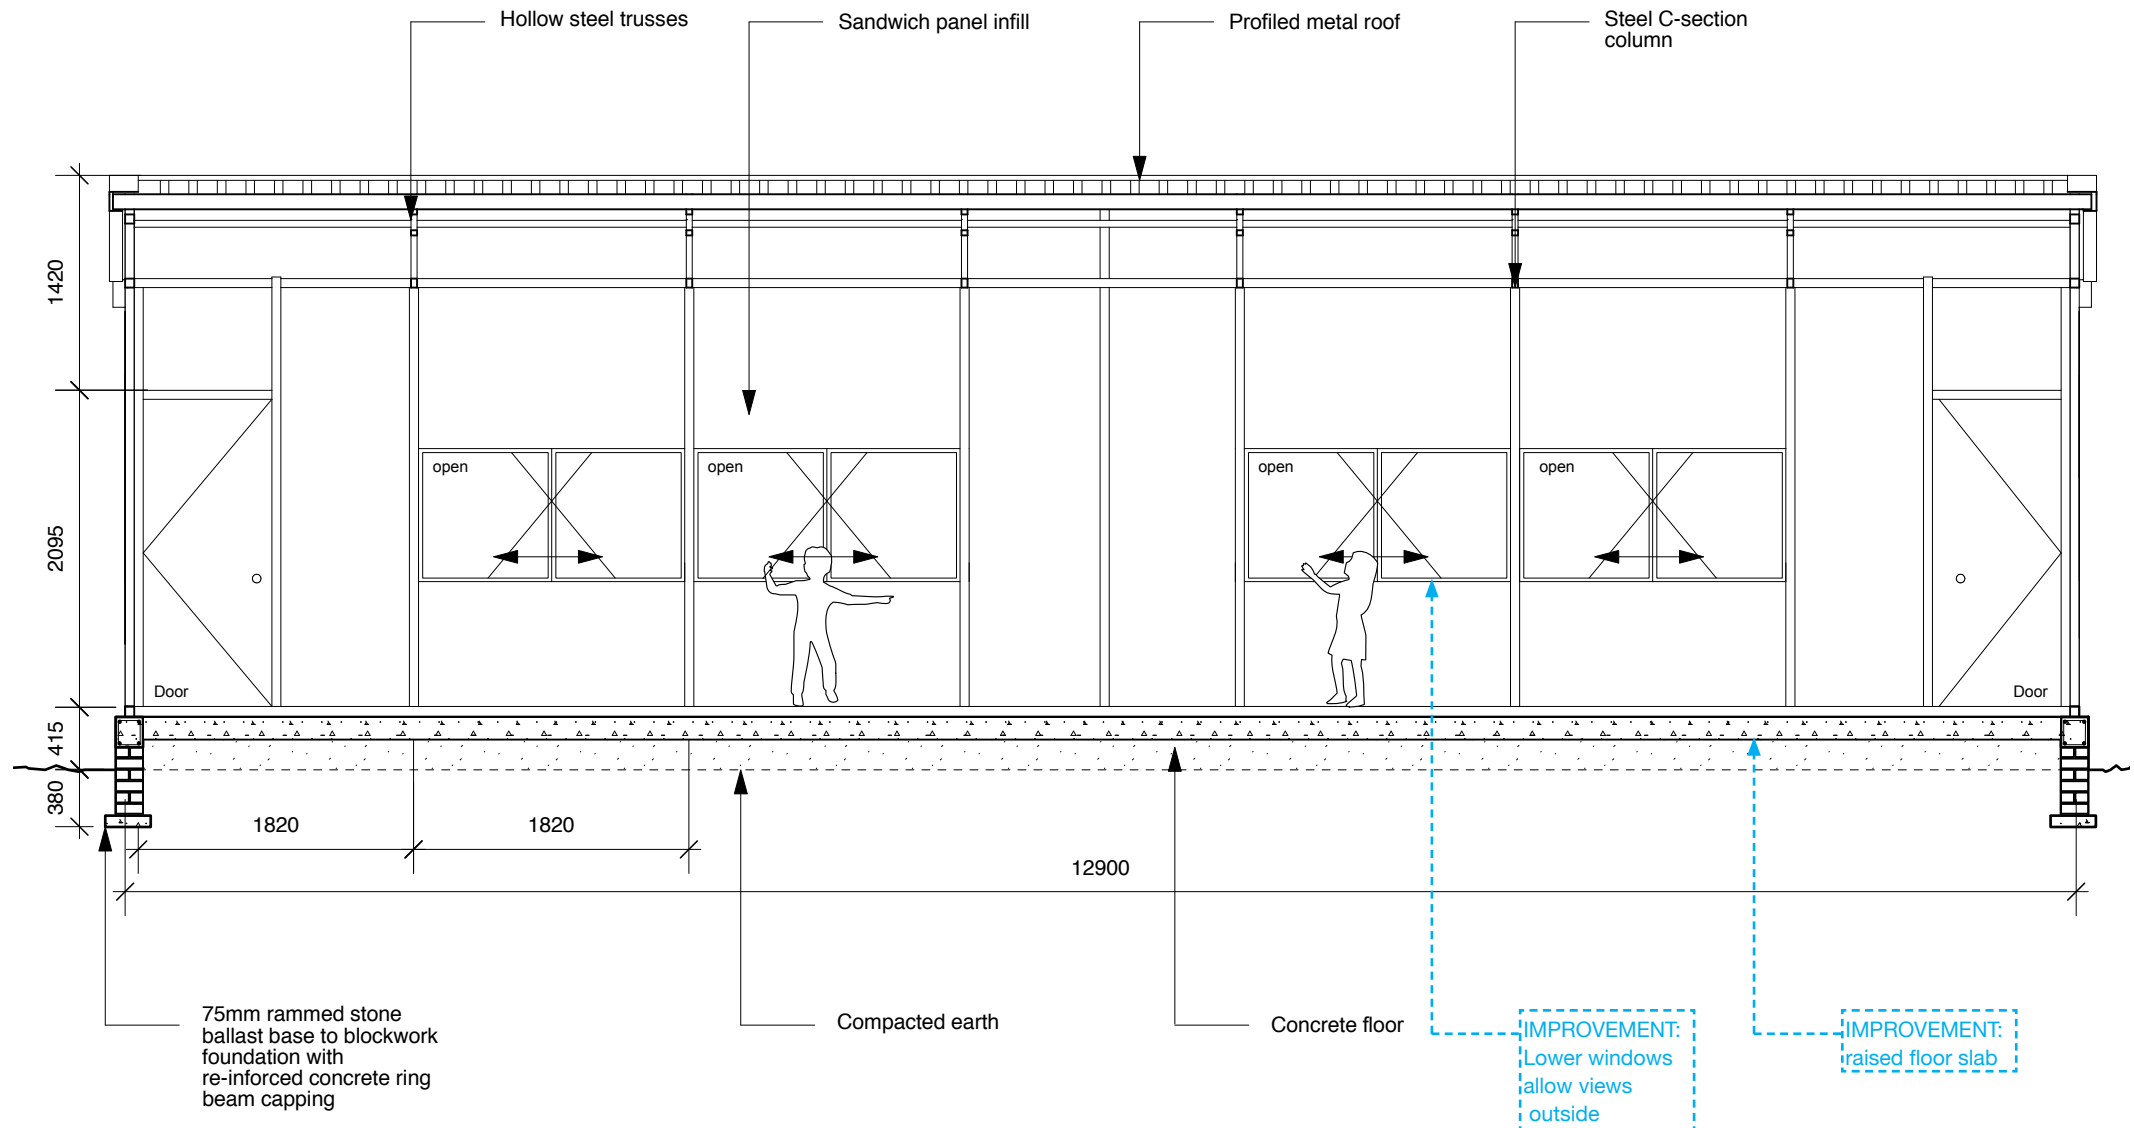 Hollow steel trusses
Sandwich panel infill
Profiled metal roof
Steel C-section
column
1420
2095
415
380
open
open
open
open
Door
Door
1820
1820
12900
75mm rammed stone
ballast base to blockwork
foundation with
re-inforced concrete ring
beam capping
Compacted earth
Concrete floor
IMPROVEMENT:
Lower windows
allow views
outside
IMPROVEMENT:
raised floor slab